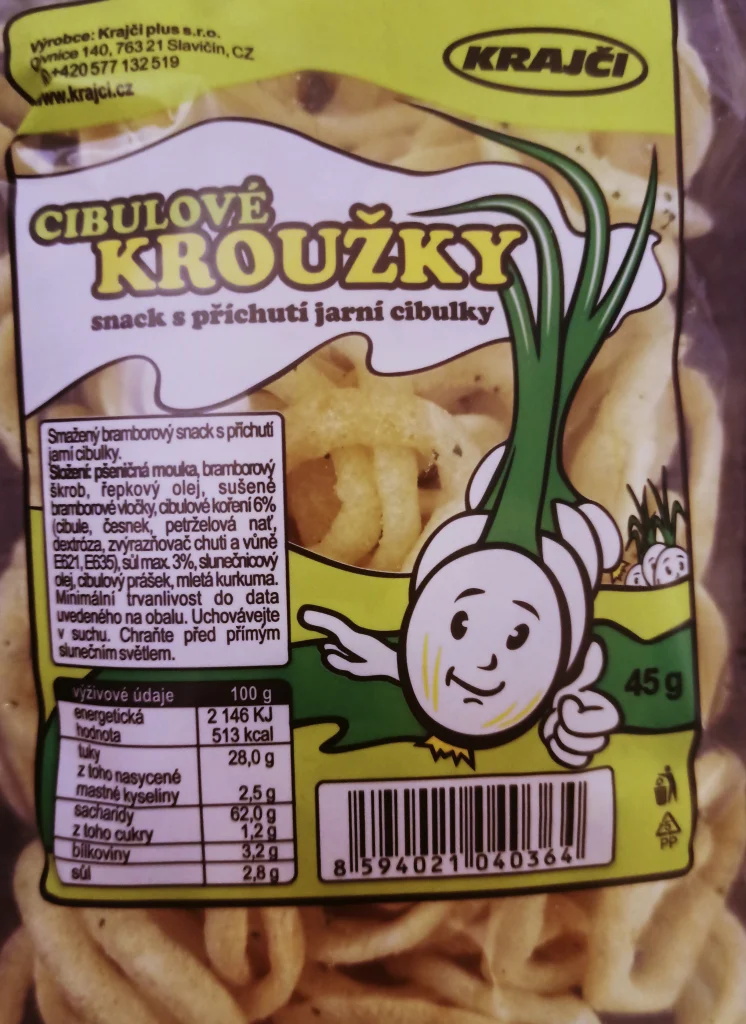 Výrobce: Krajči plus s.r.o.
140, 763 21 Slavičín, CZ
+420 577 132 519
www.krajci.cz
KRAJČI
CIBULOVÉ
KROUŽKY
snack s příchutí jarní cibulky
Smažený bramborový snack s příchutí
jarní cibulky.
Složení: pšeničná mouka, bramborový
škrob, řepkový olej, sušené
bramborové vločky, cibulové koření 6%
(cibule, česnek, petrželová nať,
dextróza, zvýrazňovač chuti a vůně
E621, E635), sůl max. 3%, slunečnicový
olej, cibulový prášek, mletá kurkuma.
Minimální trvanlivost do data
uvedeného na obalu. Uchovávejte
v suchu. Chraňte před přímým
slunečním světlem.
45 g
výživové údaje 100 g
energetická 2 146 KJ
hodnota 513 kcal
tuky 28,0 g
z toho nasycené
mastné kyseliny 2,5 g
sacharidy 62,0 g
z toho cukry 1,2 g
bílkoviny 3,2 g
sůl 2,8 g
8 594021 040364
5
PP